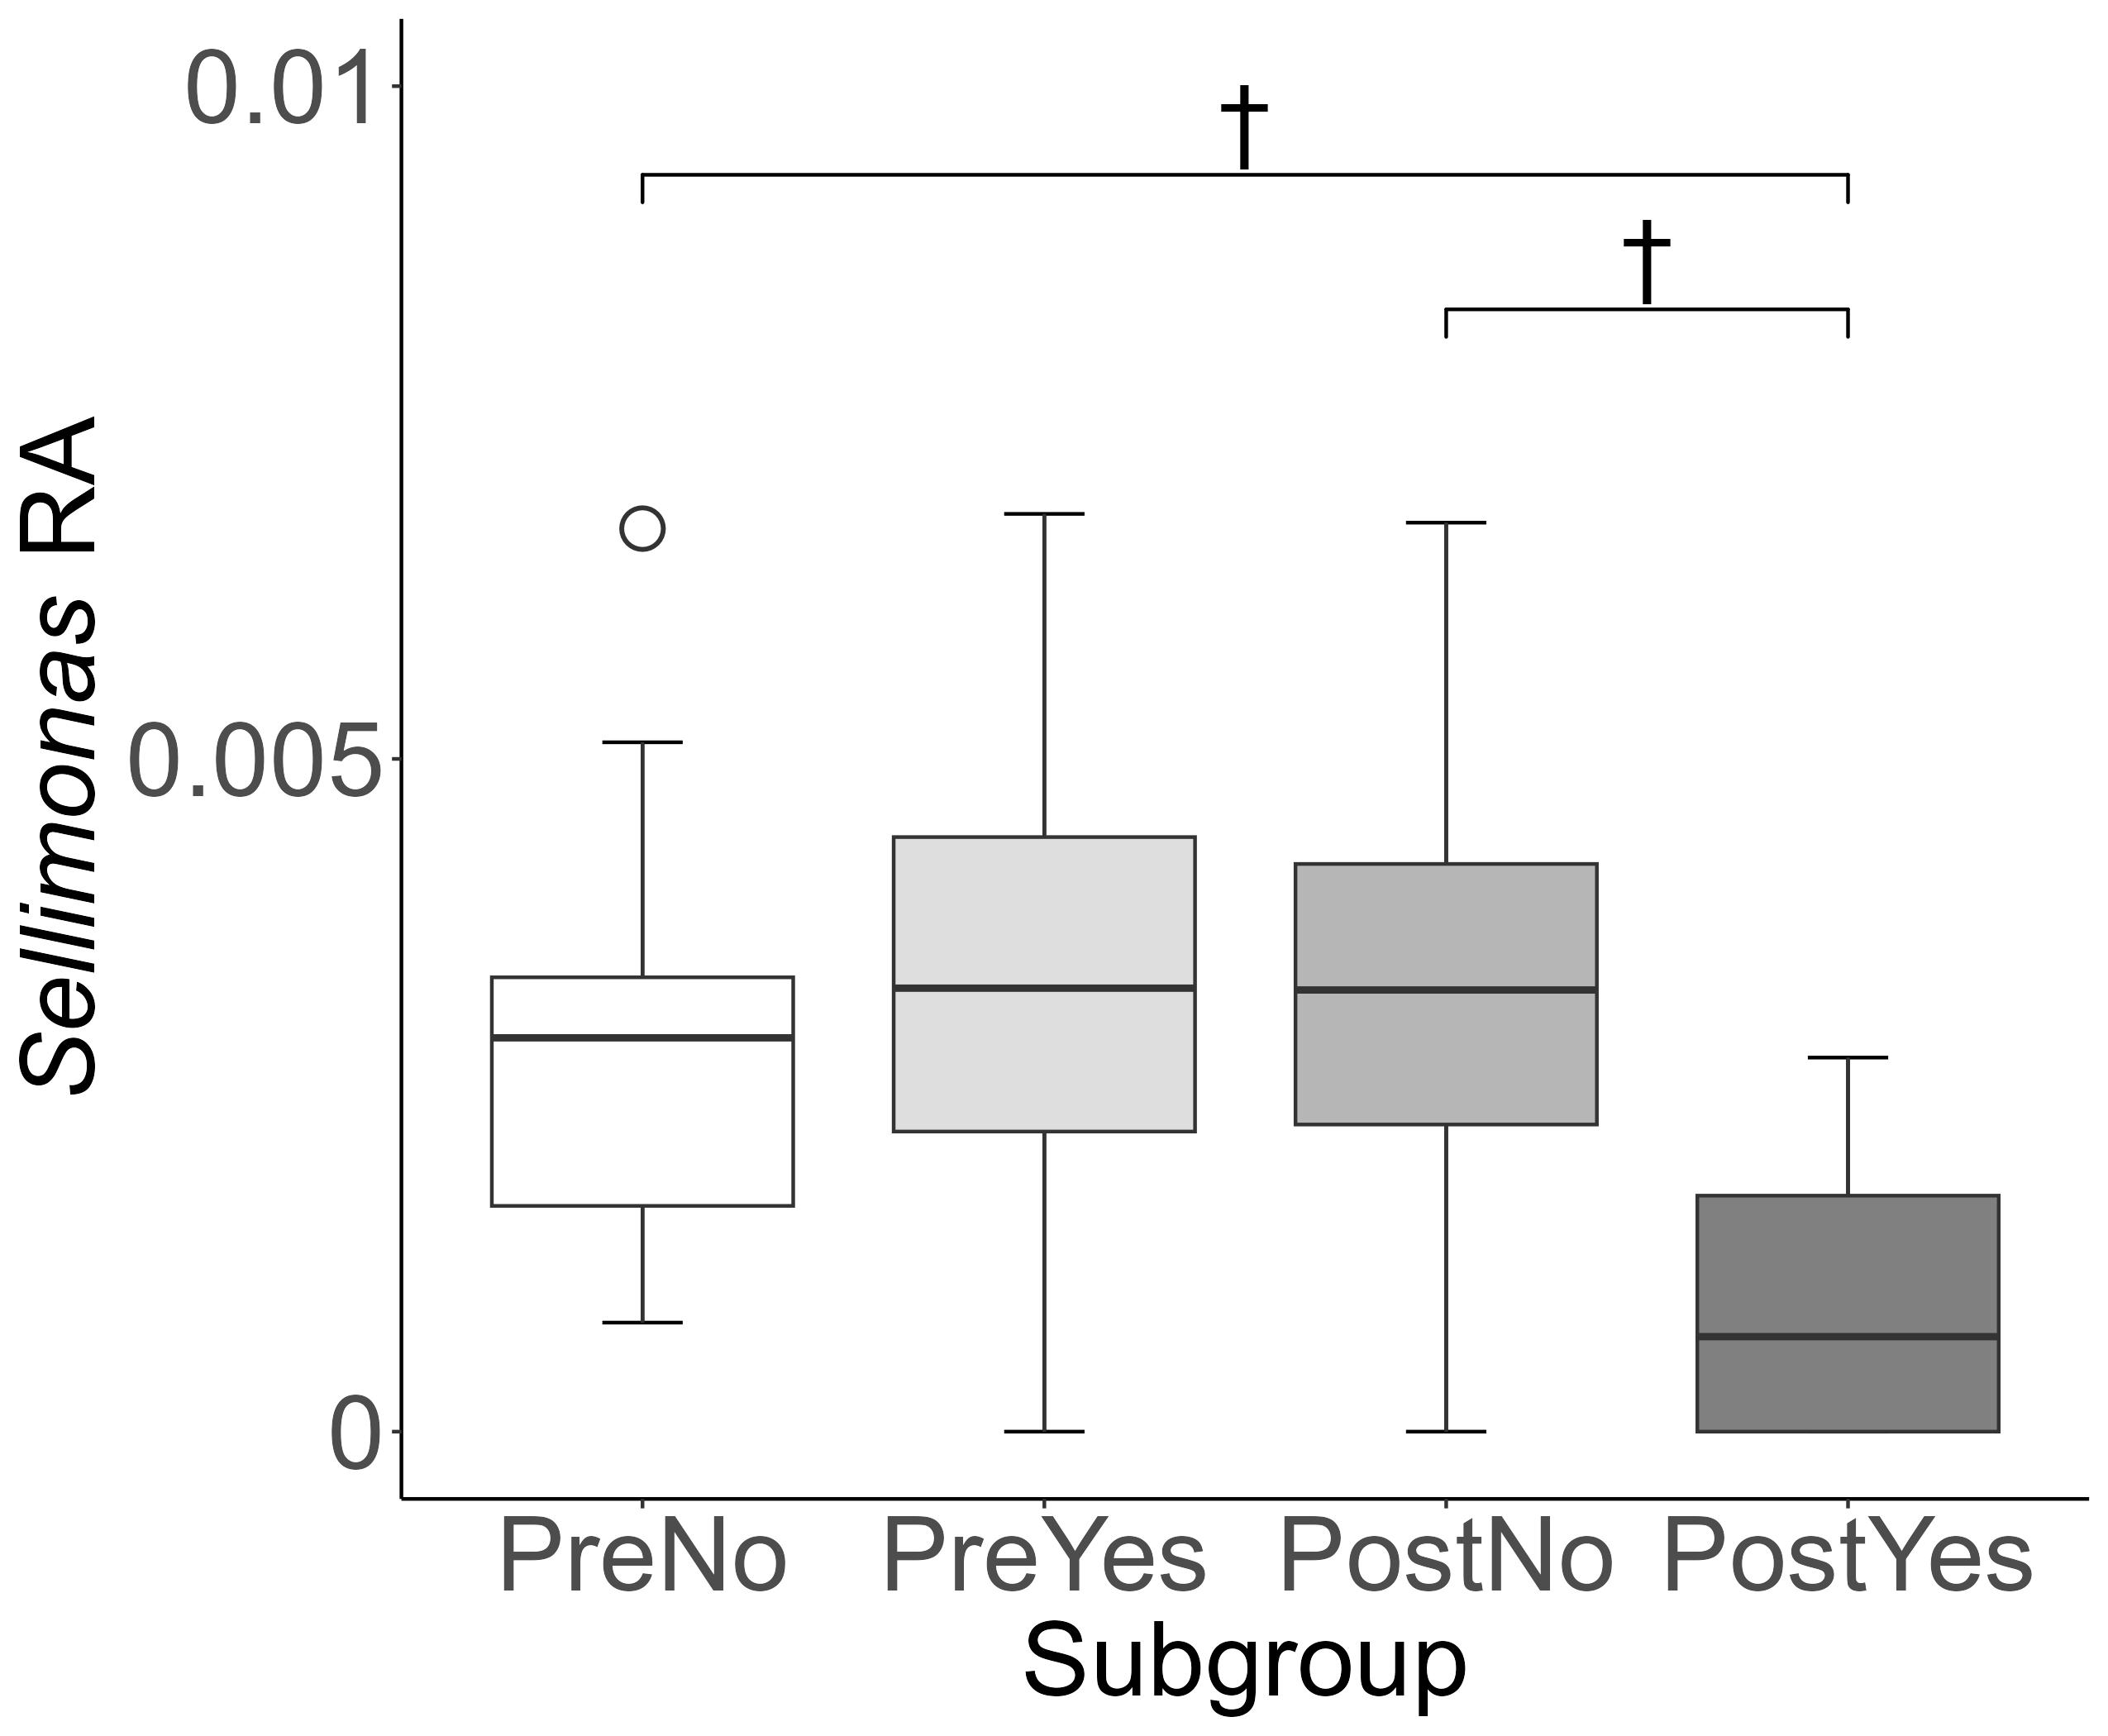 Sellimonas RA
0.01
0.005
0
†
†
PreNo PreYes PostNo PostYes
Subgroup